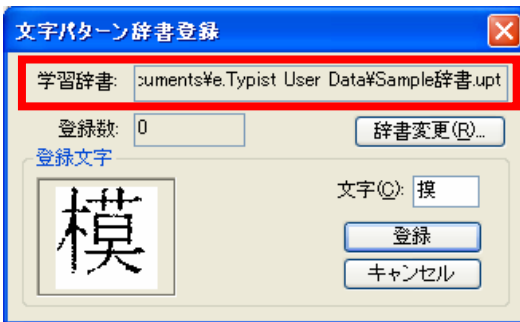 文字パターン辞書登録
学習辞書: cuments¥e.Typist User Data¥Sample辞書.upt
登録数: 0
辞書変更(R)...
登録文字
模
文字(C): 摸
登録
キャンセル